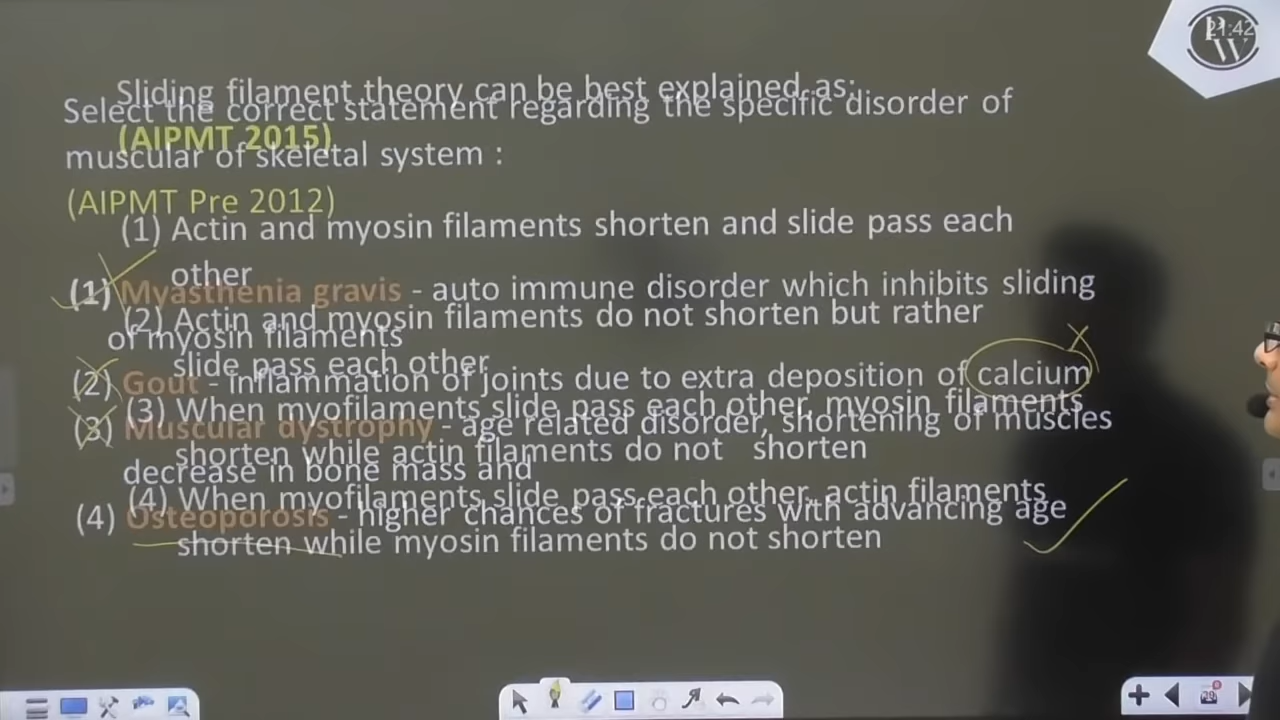 Sliding filament theory can be best explained as:
Select the correct statement regarding the specific disorder of
(AIPMT 2015)
muscular of skeletal system :
(AIPMT Pre 2012)
(1) Actin and myosin filaments shorten and slide pass each
other
(1) Myasthenia gravis - auto immune disorder which inhibits sliding
(2) Actin and myosin filaments do not shorten but rather
of myosin filaments
slide pass each other
(2) Gout - inflammation of joints due to extra deposition of calcium
(3) When myofilaments slide pass each other, myosin filaments
(3) Muscular dystrophy - age related disorder, shortening of muscles
shorten while actin filaments do not shorten
decrease in bone mass and
(4) When myofilaments slide pass each other, actin filaments
(4) Osteoporosis - higher chances of fractures with advancing age
shorten while myosin filaments do not shorten
21:42
PW
29